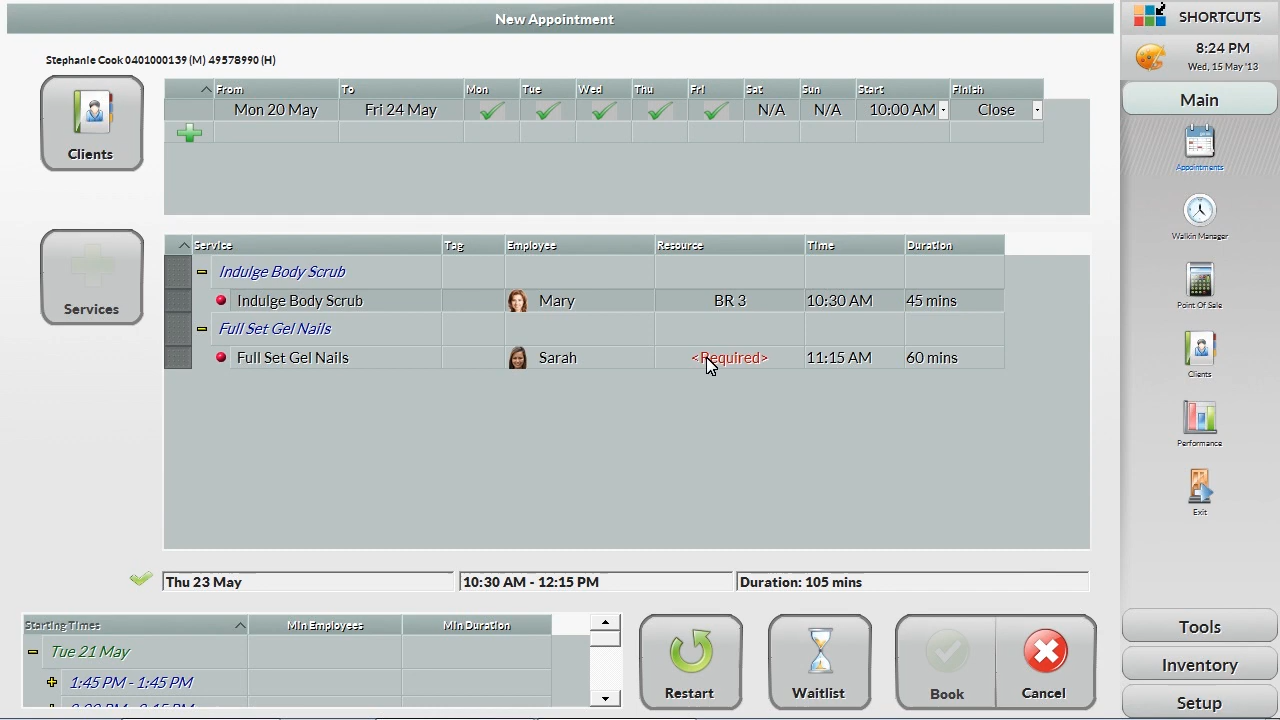 New Appointment
SHORTCUTS
8:24 PM
Wed, 15 May '13
Stephanie Cook 0401000139 (M) 49578990 (H)
Clients
From To Mon Tue Wed Thu Fri Sat Sun Start Finish
Mon 20 May Fri 24 May N/A N/A 10:00 AM Close
Services
Service Tag Employee Resource Time Duration
Indulge Body Scrub
Indulge Body Scrub Mary BR 3 10:30 AM 45 mins
Full Set Gel Nails
Full Set Gel Nails Sarah <Required> 11:15 AM 60 mins
Thu 23 May 10:30 AM - 12:15 PM Duration: 105 mins
Starting Times Min Employees Min Duration
Tue 21 May
1:45 PM - 1:45 PM
Restart
Waitlist
Book
Cancel
Main
Appointments
Walkin Manager
Point Of Sale
Clients
Performance
Exit
Tools
Inventory
Setup